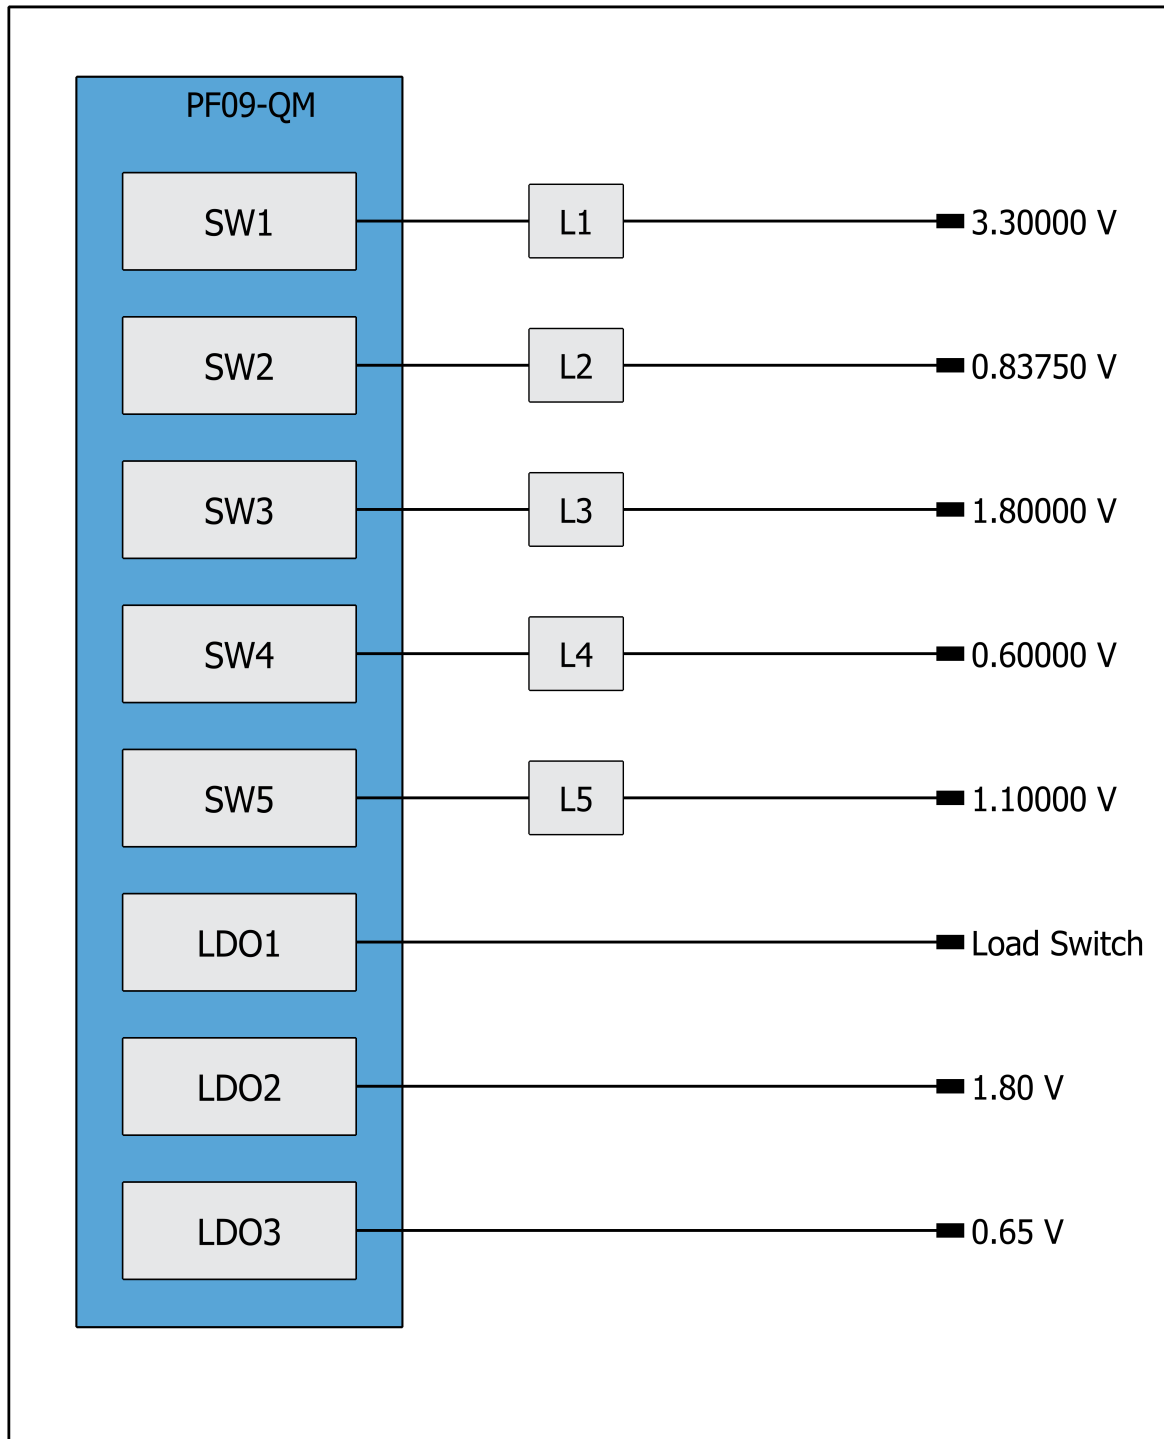 PF09-QM
SW1 L1 3.30000 V
SW2 L2 0.83750 V
SW3 L3 1.80000 V
SW4 L4 0.60000 V
SW5 L5 1.10000 V
LDO1 Load Switch
LDO2 1.80 V
LDO3 0.65 V